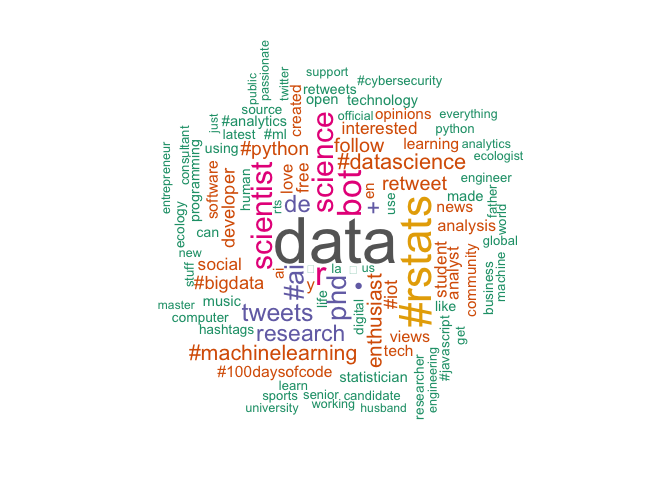 support
passionate
twitter
public
retweets
#cybersecurity
created
open
technology
source
official
opinions
everything
just
#analytics
latest
#ml
interested
python
science
entrepreneur
consultant
programming
using
#python
follow
learning
analytics
#datascience
ecologist
software
developer
scientist
human
love
free
bot
en
retweet
engineer
rts
de
+
use
made
father
world
ecology
can
data
#rstats
news
analysis
new
stuff
social
#ai
ai
r
la
us
student
analyst
community
global
#bigdata
y
phd
•
#iot
business
machine
master
music
tweets
life
digital
enthusiast
like
computer
hashtags
research
views
get
#machinelearning
tech
#javascript
#100daysofcode
statistician
researcher
engineering
learn
sports
senior
candidate
university
working
husband